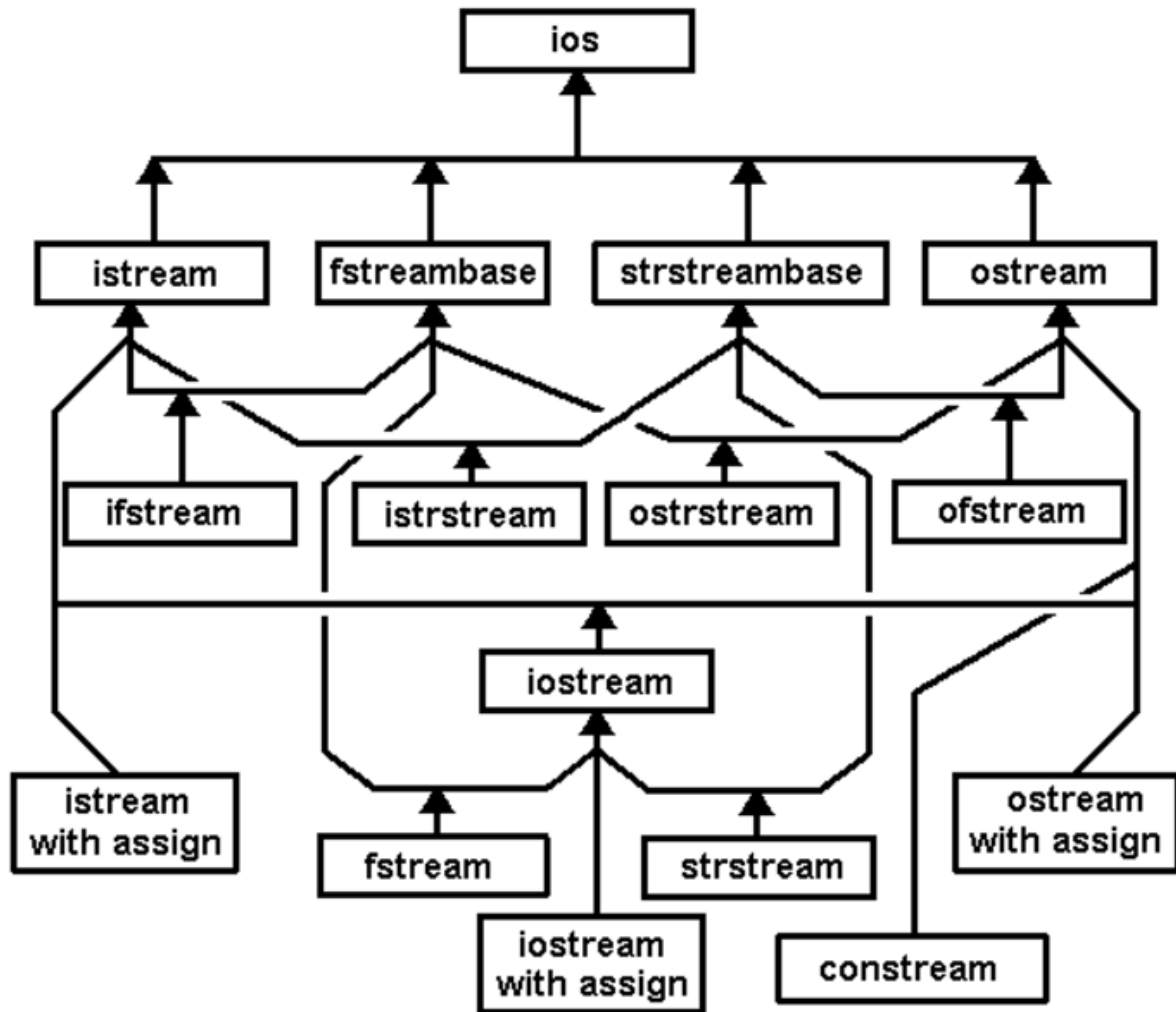 ios
istream
fstreambase
strstreambase
ostream
ifstream
istrstream
ostrstream
ofstream
iostream
istream
with assign
ostream
with assign
fstream
strstream
iostream
with assign
constream